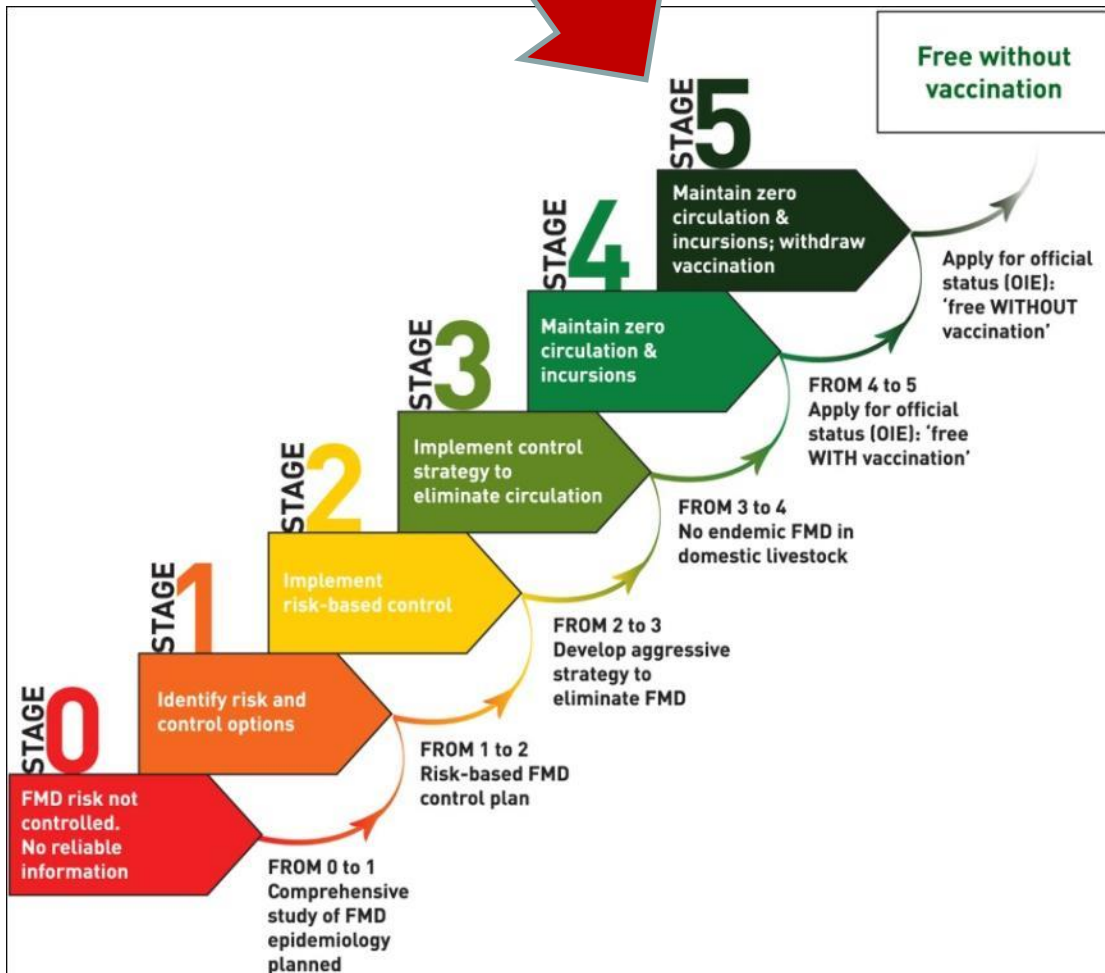 Free without
vaccination
STAGE 5
Maintain zero
circulation &
incursions; withdraw
vaccination
Apply for official
status (OIE):
‘free WITHOUT
vaccination’
STAGE 4
Maintain zero
circulation &
incursions
FROM 4 to 5
Apply for official
status (OIE): ‘free
WITH vaccination’
STAGE 3
Implement control
strategy to
eliminate circulation
FROM 3 to 4
No endemic FMD in
domestic livestock
STAGE 2
Implement
risk-based control
FROM 2 to 3
Develop aggressive
strategy to
eliminate FMD
STAGE 1
Identify risk and
control options
FROM 1 to 2
Risk-based FMD
control plan
STAGE 0
FMD risk not
controlled.
No reliable
information
FROM 0 to 1
Comprehensive
study of FMD
epidemiology
planned